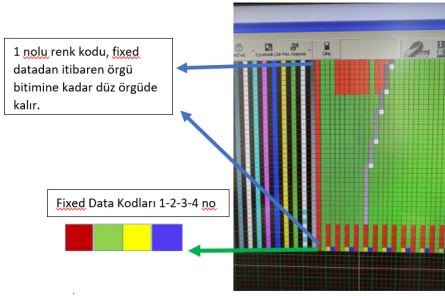 1 nolu renk kodu, fixed
datadan itibaren örgü
bitimine kadar düz örgüde
kalır.
Fixed Data Kodları 1-2-3-4 no